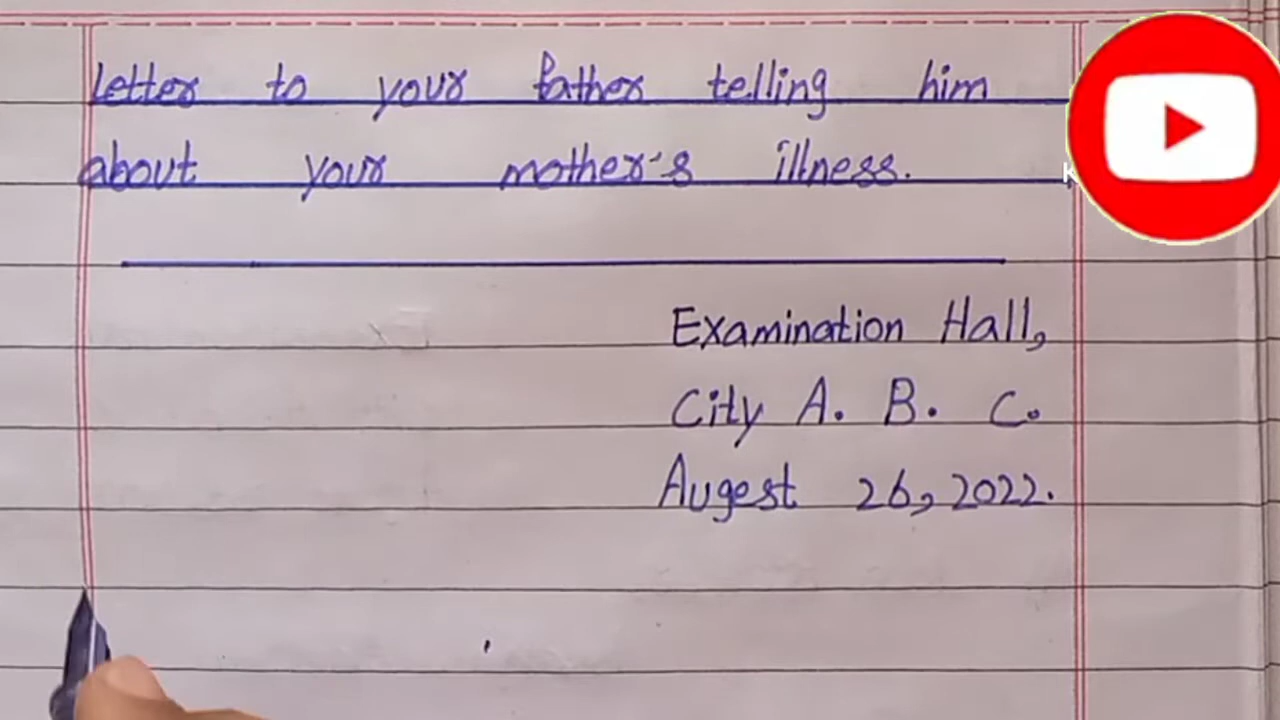 Letter to your father telling him
about your mother's illness.
Examination Hall,
City A. B. C.
Augest 26, 2022.
K